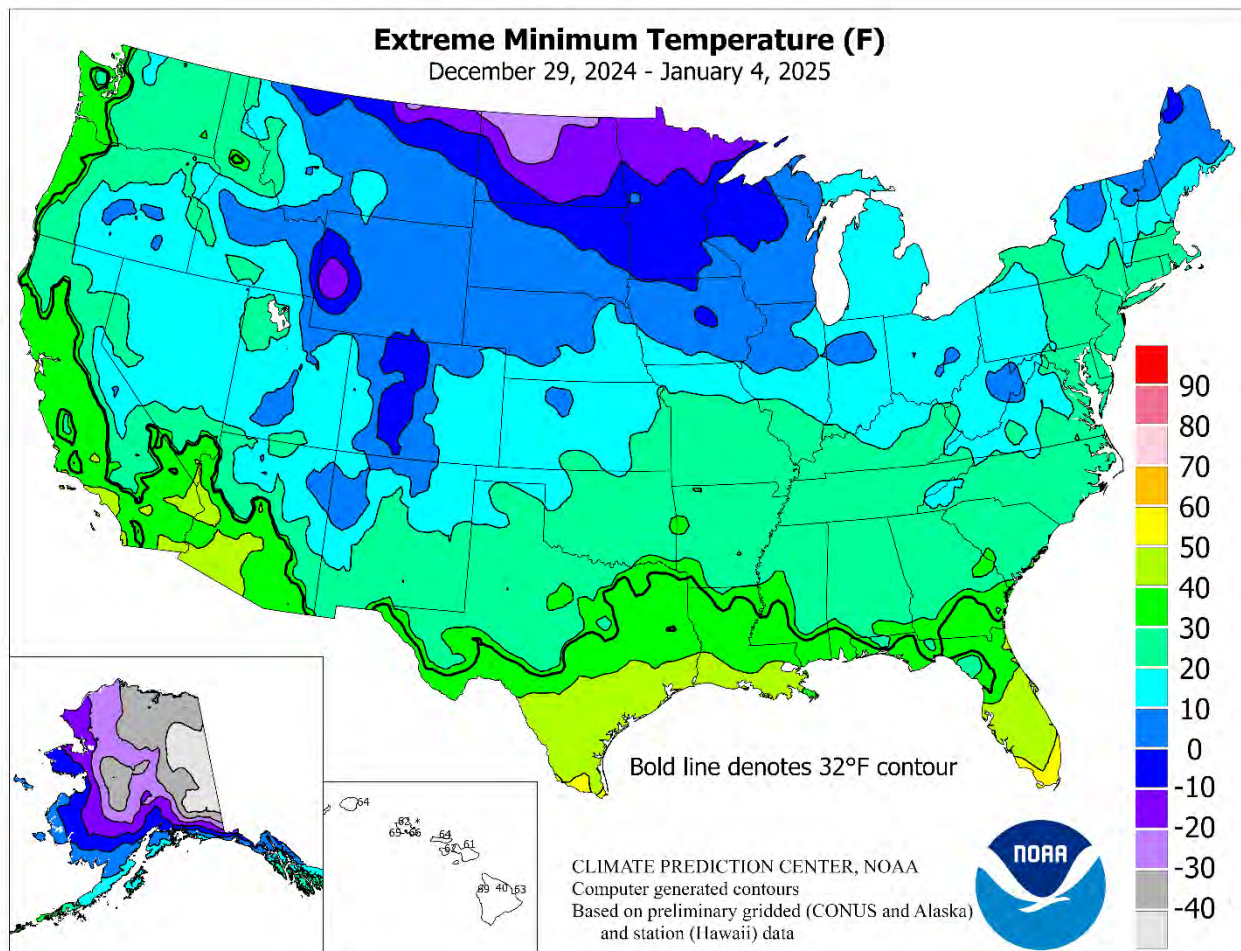 Extreme Minimum Temperature (F)
December 29, 2024 - January 4, 2025
90
80
70
60
50
40
30
20
10
0
-10
-20
-30
-40
Bold line denotes 32°F contour
64
64
61
40
63
CLIMATE PREDICTION CENTER, NOAA
Computer generated contours
Based on preliminary gridded (CONUS and Alaska)
and station (Hawaii) data
NOAA